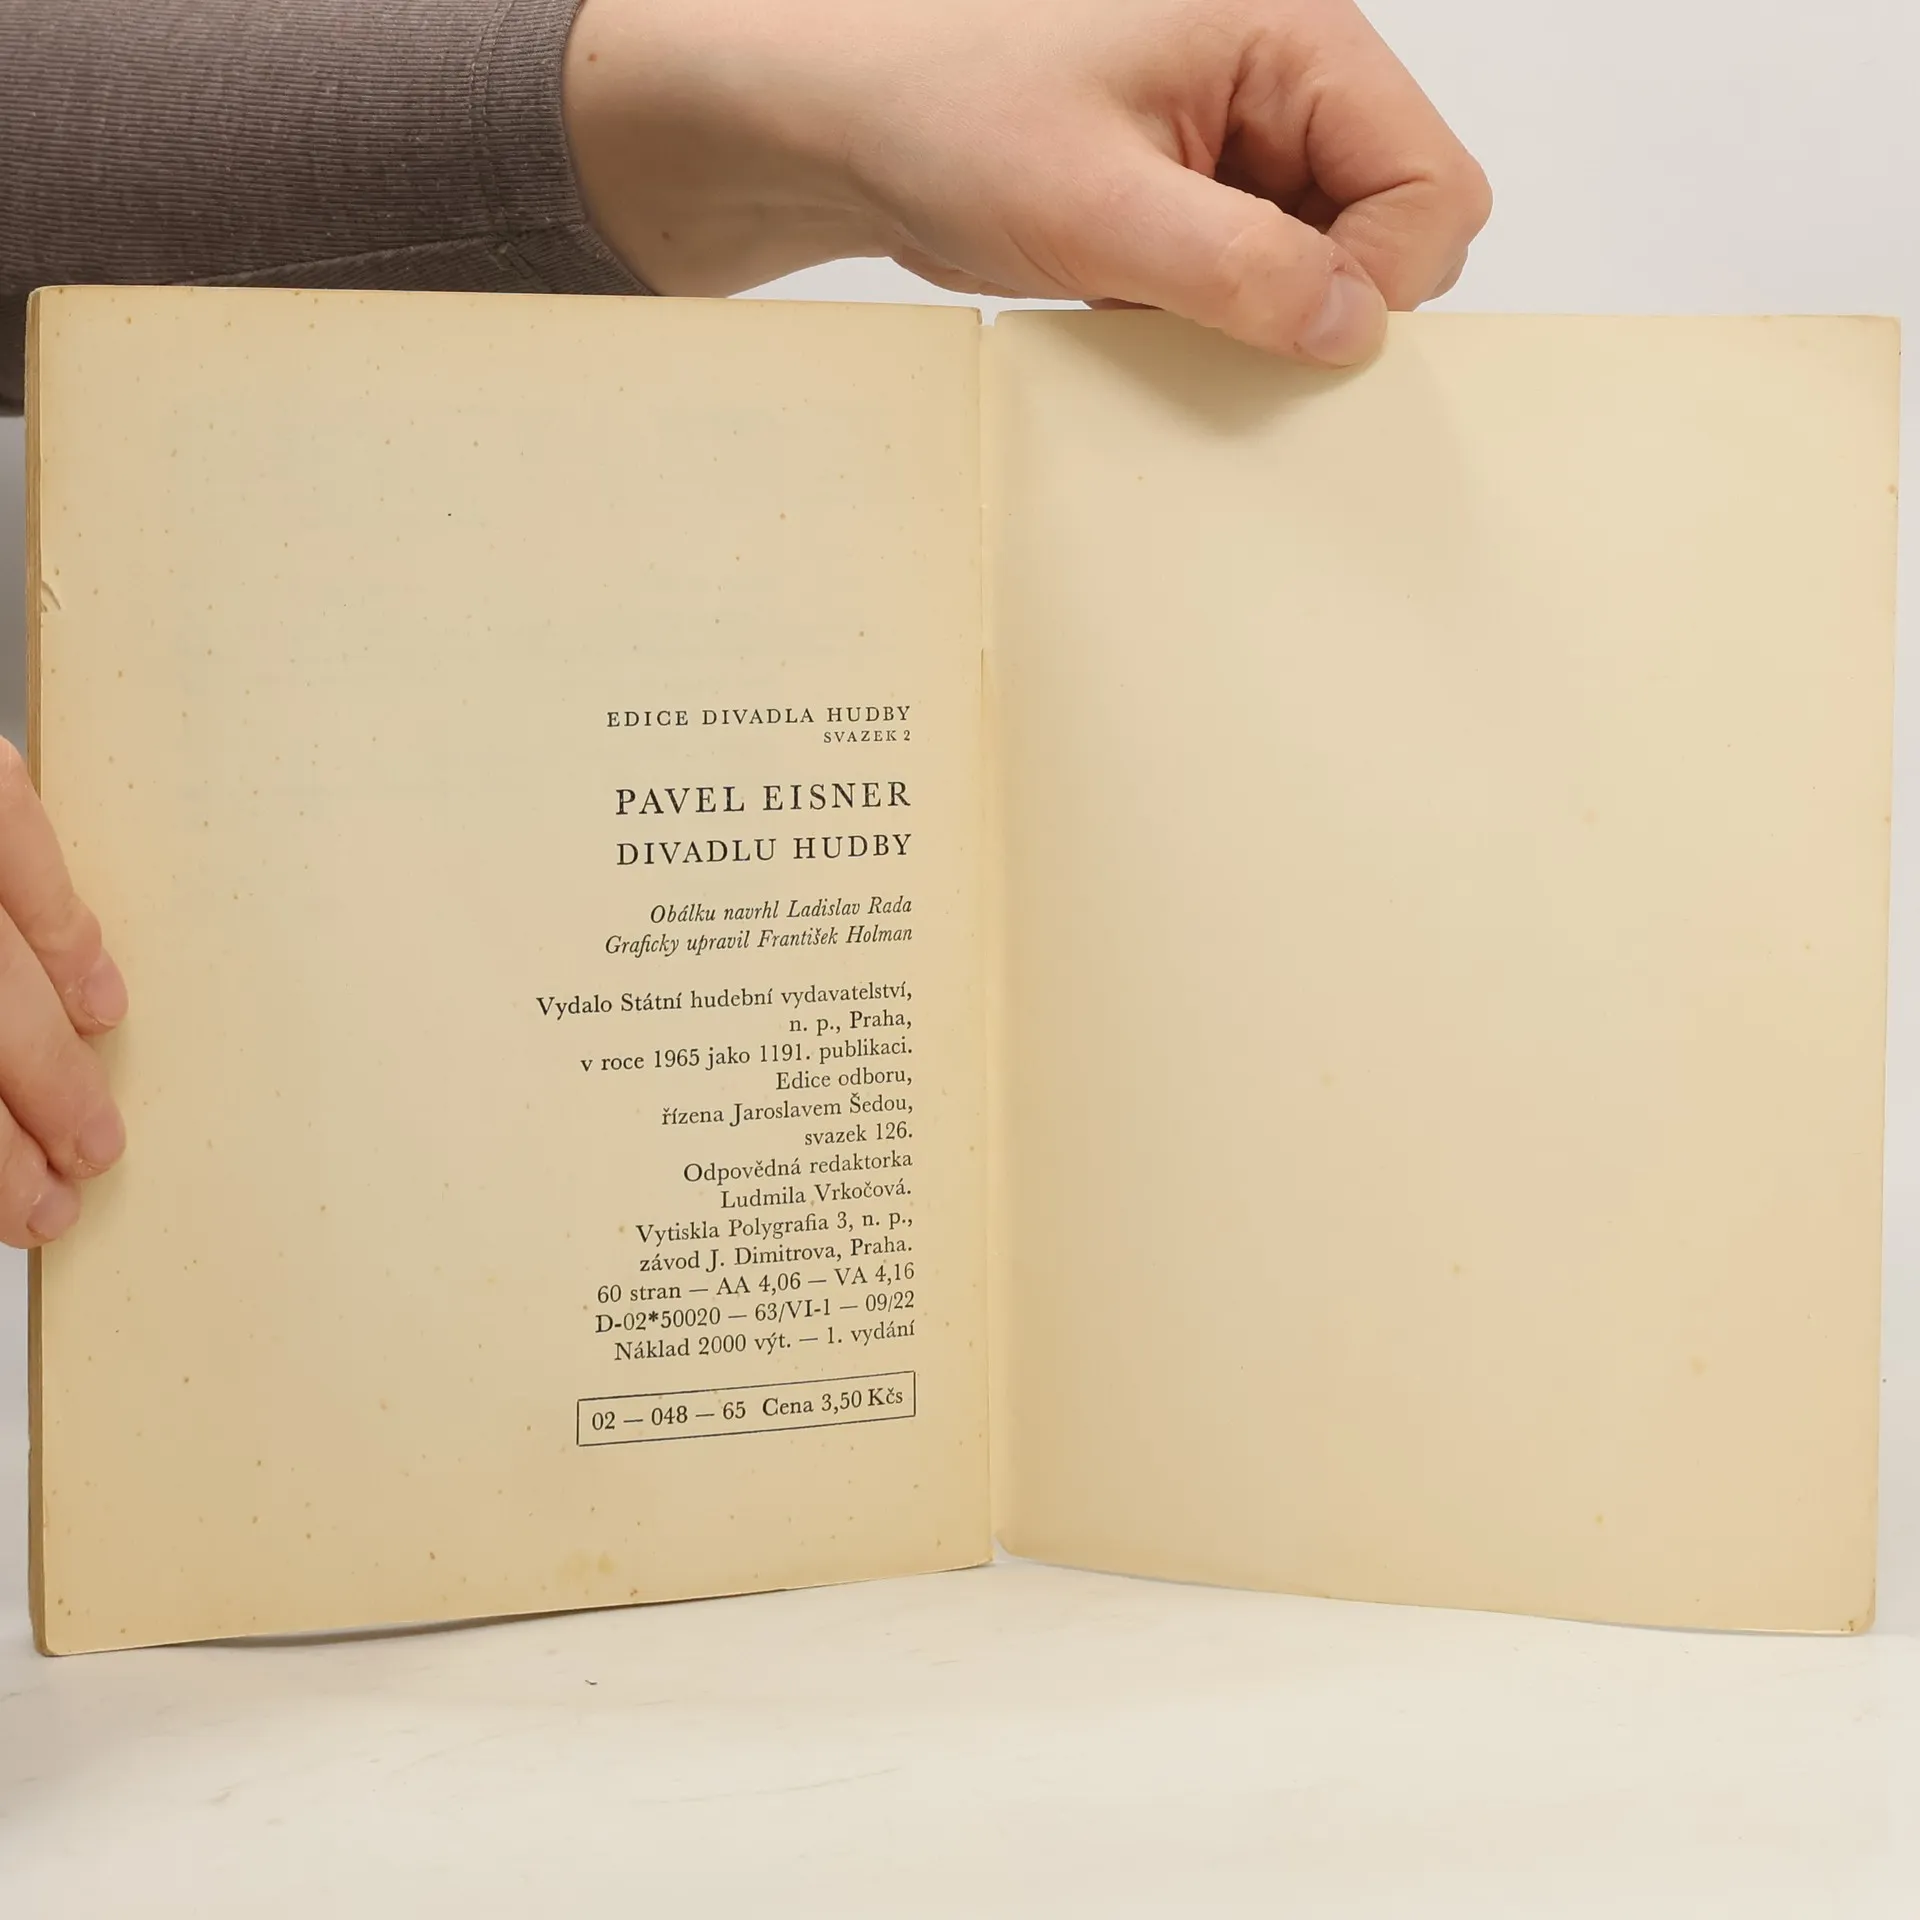 EDICE DIVADLA HUDBY
SVAZEK 2
PAVEL EISNER
DIVADLU HUDBY
Obálku navrhl Ladislav Rada
Graficky upravil František Holman
Vydalo Státní hudební vydavatelství,
n. p., Praha,
v roce 1965 jako 1191. publikaci.
Edice odboru,
řízena Jaroslavem Šedou,
svazek 126.
Odpovědná redaktorka
Ludmila Vrkočová.
Vytiskla Polygrafia 3, n. p.,
závod J. Dimitrova, Praha.
60 stran — AA 4,06 — VA 4,16
D-02*50020 — 63/VI-1 — 09/22
Náklad 2000 výt. — 1. vydání
02 — 048 — 65 Cena 3,50 Kčs